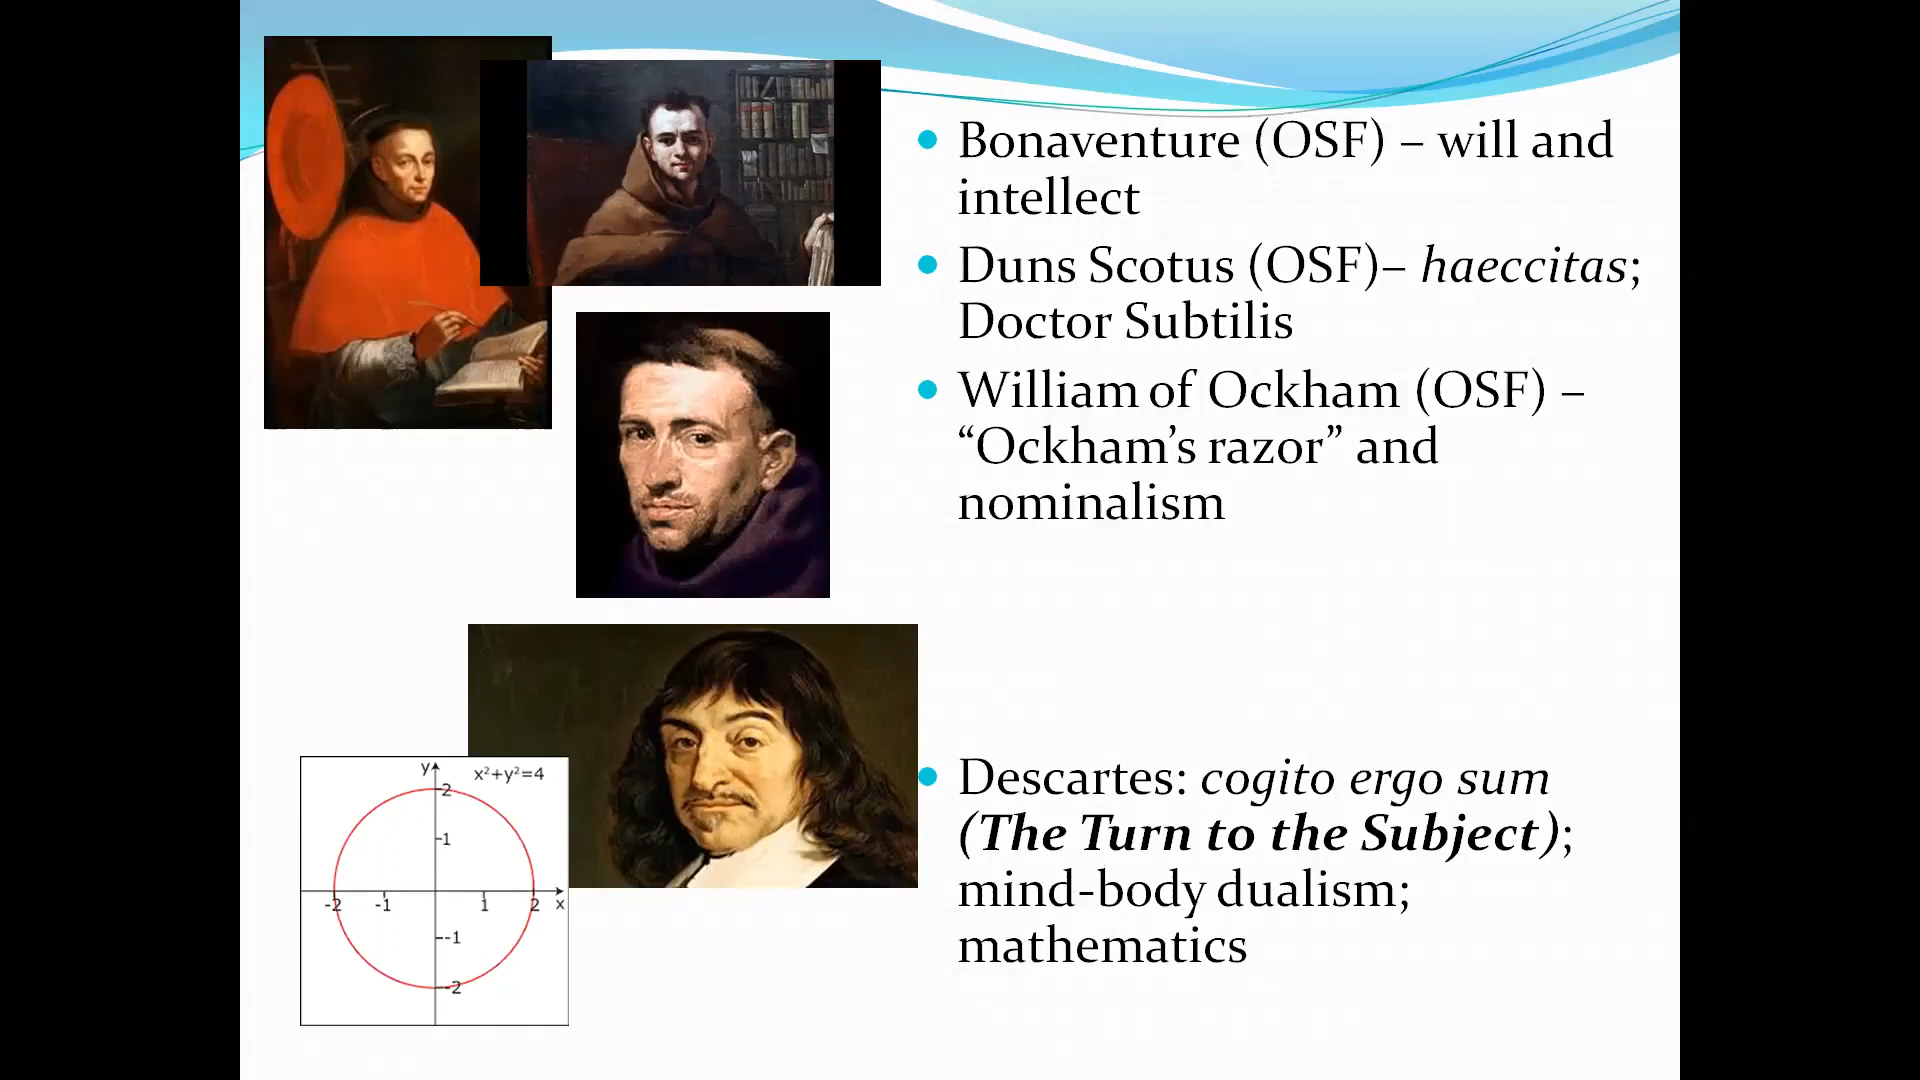 Bonaventure (OSF) – will and
intellect
Duns Scotus (OSF)– haeccitas;
Doctor Subtilis
William of Ockham (OSF) –
“Ockham’s razor” and
nominalism
Descartes: cogito ergo sum
(The Turn to the Subject);
mind-body dualism;
mathematics
y
x²+y²=4
2
1
-2 -1 1 2 x
-1
-2